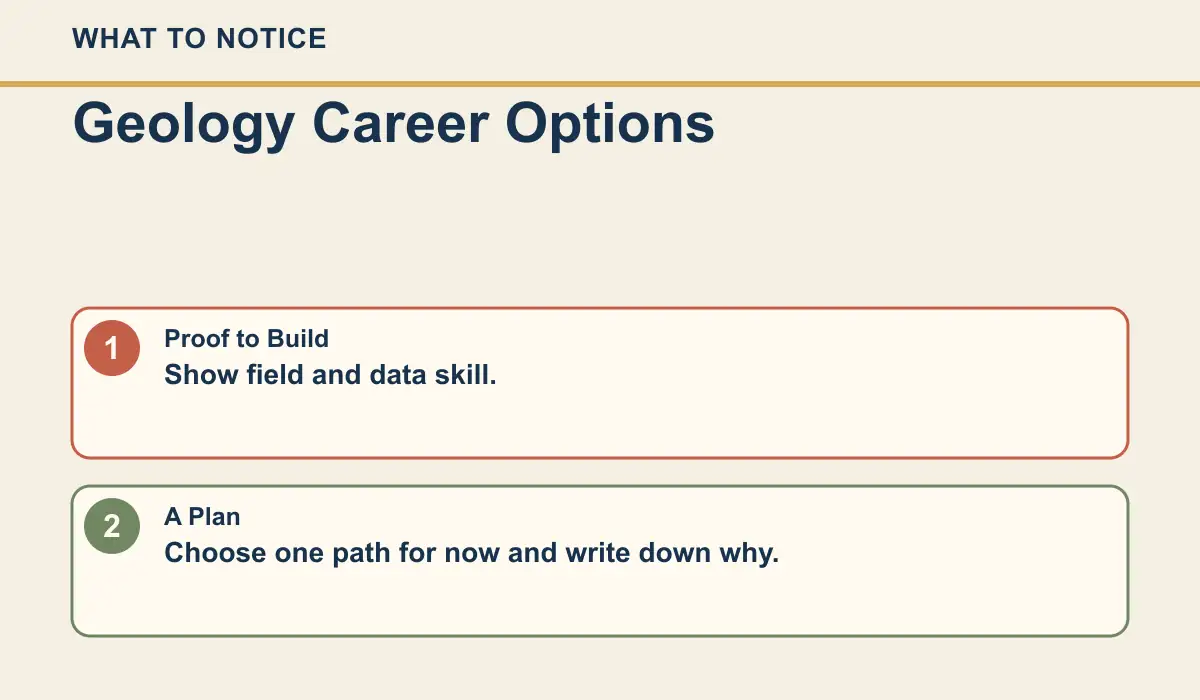 WHAT TO NOTICE
Geology Career Options
1
Proof to Build
Show field and data skill.
2
A Plan
Choose one path for now and write down why.